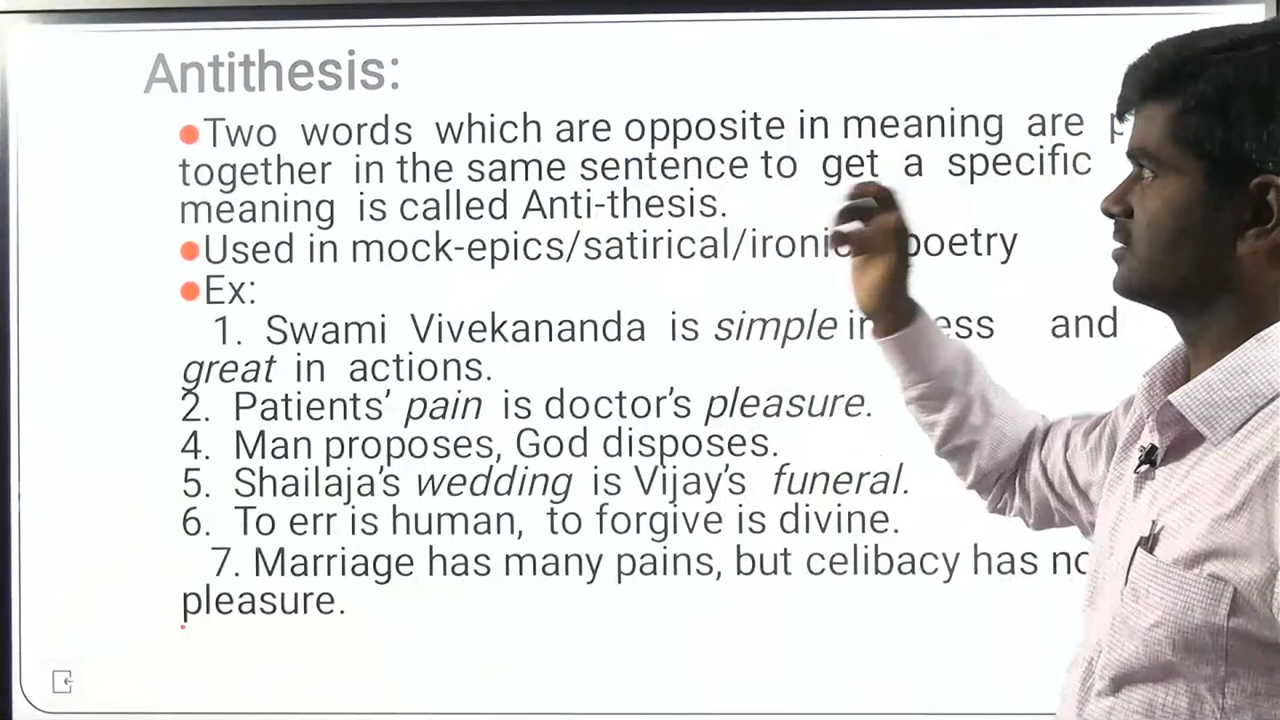 Antithesis:
●Two words which are opposite in meaning are
together in the same sentence to get a specific
meaning is called Anti-thesis.
●Used in mock-epics/satirical/ironic poetry
●Ex:
1. Swami Vivekananda is simple in and
great in actions.
2. Patients' pain is doctor's pleasure.
4. Man proposes, God disposes.
5. Shailaja's wedding is Vijay's funeral.
6. To err is human, to forgive is divine.
7. Marriage has many pains, but celibacy has no
pleasure.